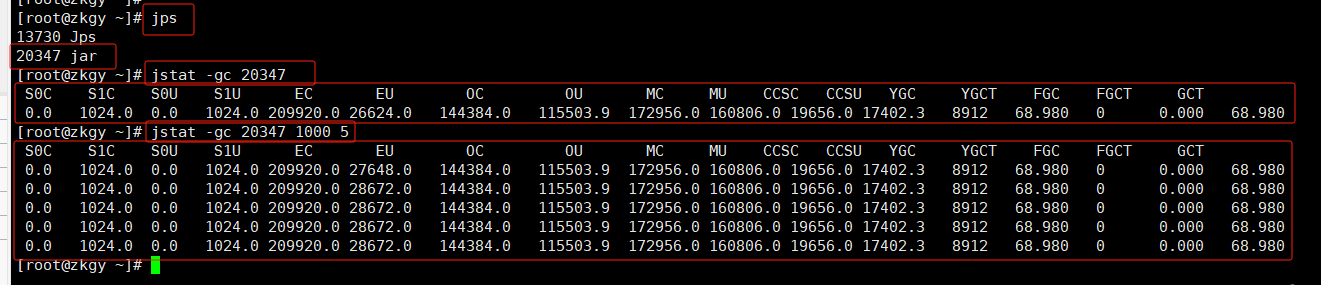 [root@zkgy ~]#
[root@zkgy ~]# jps
13730 Jps
20347 jar
[root@zkgy ~]# jstat -gc 20347
S0C S1C S0U S1U EC EU OC OU MC MU CCSC CCSU YGC YGCT FGC FGCT GCT
0.0 1024.0 0.0 1024.0 209920.0 26624.0 144384.0 115503.9 172956.0 160806.0 19656.0 17402.3 8912 68.980 0 0.000 68.980
[root@zkgy ~]# jstat -gc 20347 1000 5
S0C S1C S0U S1U EC EU OC OU MC MU CCSC CCSU YGC YGCT FGC FGCT GCT
0.0 1024.0 0.0 1024.0 209920.0 27648.0 144384.0 115503.9 172956.0 160806.0 19656.0 17402.3 8912 68.980 0 0.000 68.980
0.0 1024.0 0.0 1024.0 209920.0 28672.0 144384.0 115503.9 172956.0 160806.0 19656.0 17402.3 8912 68.980 0 0.000 68.980
0.0 1024.0 0.0 1024.0 209920.0 28672.0 144384.0 115503.9 172956.0 160806.0 19656.0 17402.3 8912 68.980 0 0.000 68.980
0.0 1024.0 0.0 1024.0 209920.0 28672.0 144384.0 115503.9 172956.0 160806.0 19656.0 17402.3 8912 68.980 0 0.000 68.980
0.0 1024.0 0.0 1024.0 209920.0 28672.0 144384.0 115503.9 172956.0 160806.0 19656.0 17402.3 8912 68.980 0 0.000 68.980
[root@zkgy ~]#